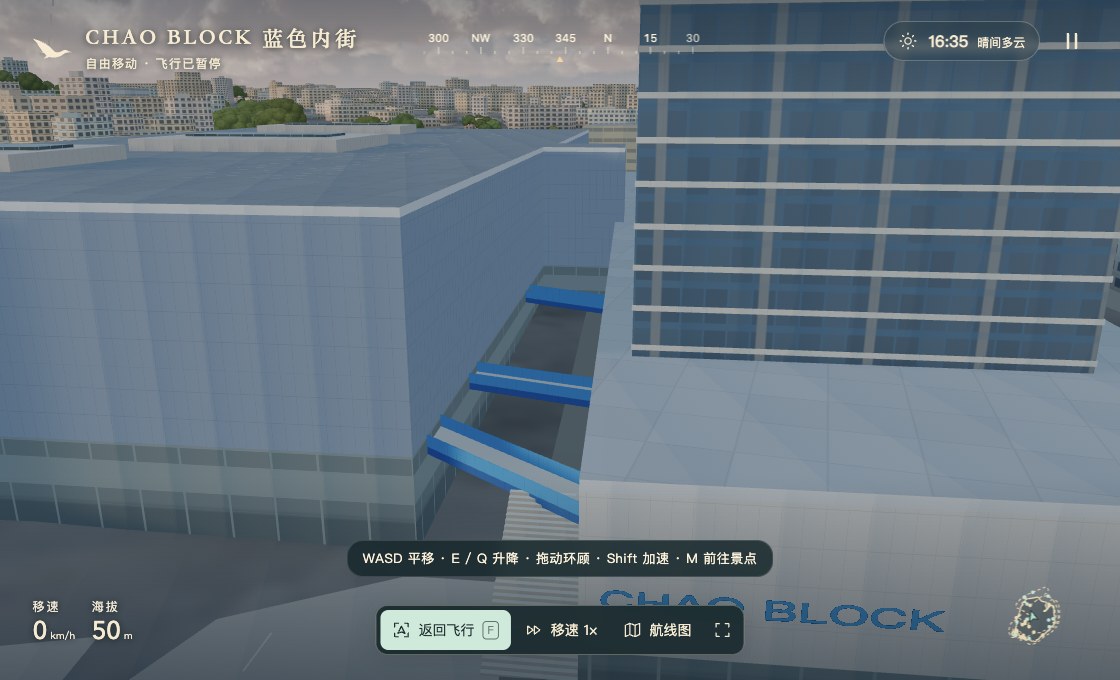 CHAO BLOCK 蓝色内街
自由移动 · 飞行已暂停
300 NW 330 345 N 15 30
16:35 晴间多云
WASD 平移 · E / Q 升降 · 拖动环顾 · Shift 加速 · M 前往景点
移速 海拔
0 km/h 50 m
返回飞行 F 移速 1x 航线图
CHAO BLOCK